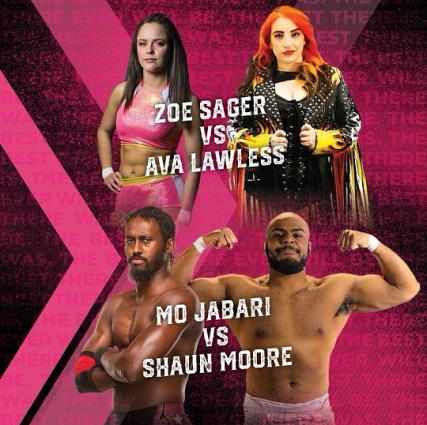 ZOE SAGER
VS
AVA LAWLESS
MO JABARI
VS
SHAUN MOORE